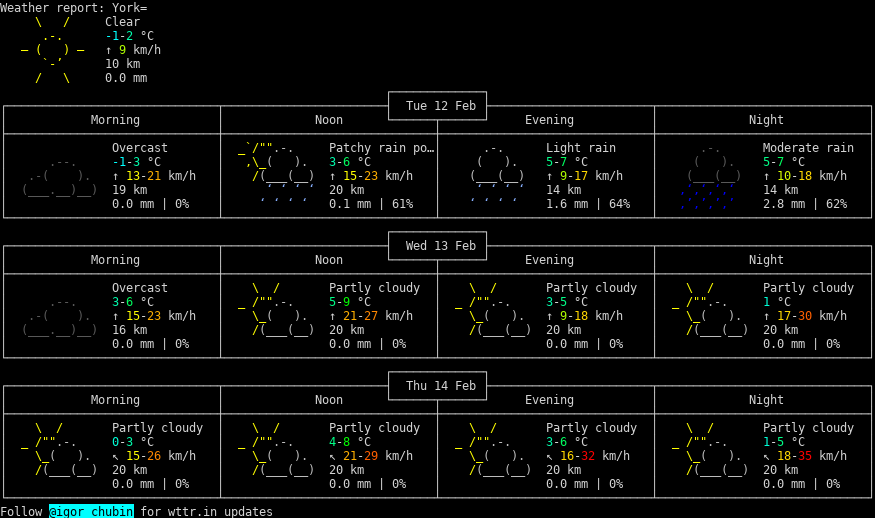 Weather report: York=
Clear
-1-2 °C
↑ 9 km/h
10 km
0.0 mm
Tue 12 Feb
Morning Noon Evening Night
Overcast Patchy rain po… Light rain Moderate rain
-1-3 °C 3-6 °C 5-7 °C 5-7 °C
↑ 13-21 km/h ↑ 15-23 km/h ↑ 9-17 km/h ↑ 10-18 km/h
19 km 20 km 14 km 14 km
0.0 mm | 0% 0.1 mm | 61% 1.6 mm | 64% 2.8 mm | 62%
Wed 13 Feb
Morning Noon Evening Night
Overcast Partly cloudy Partly cloudy Partly cloudy
3-6 °C 5-9 °C 3-5 °C 1 °C
↑ 15-23 km/h ↑ 21-27 km/h ↑ 9-18 km/h ↑ 17-30 km/h
16 km 20 km 20 km 20 km
0.0 mm | 0% 0.0 mm | 0% 0.0 mm | 0% 0.0 mm | 0%
Thu 14 Feb
Morning Noon Evening Night
Partly cloudy Partly cloudy Partly cloudy Partly cloudy
0-3 °C 4-8 °C 3-6 °C 1-5 °C
↖ 15-26 km/h ↖ 21-29 km/h ↖ 16-32 km/h ↖ 18-35 km/h
20 km 20 km 20 km 20 km
0.0 mm | 0% 0.0 mm | 0% 0.0 mm | 0% 0.0 mm | 0%
Follow @igor_chubin for wttr.in updates